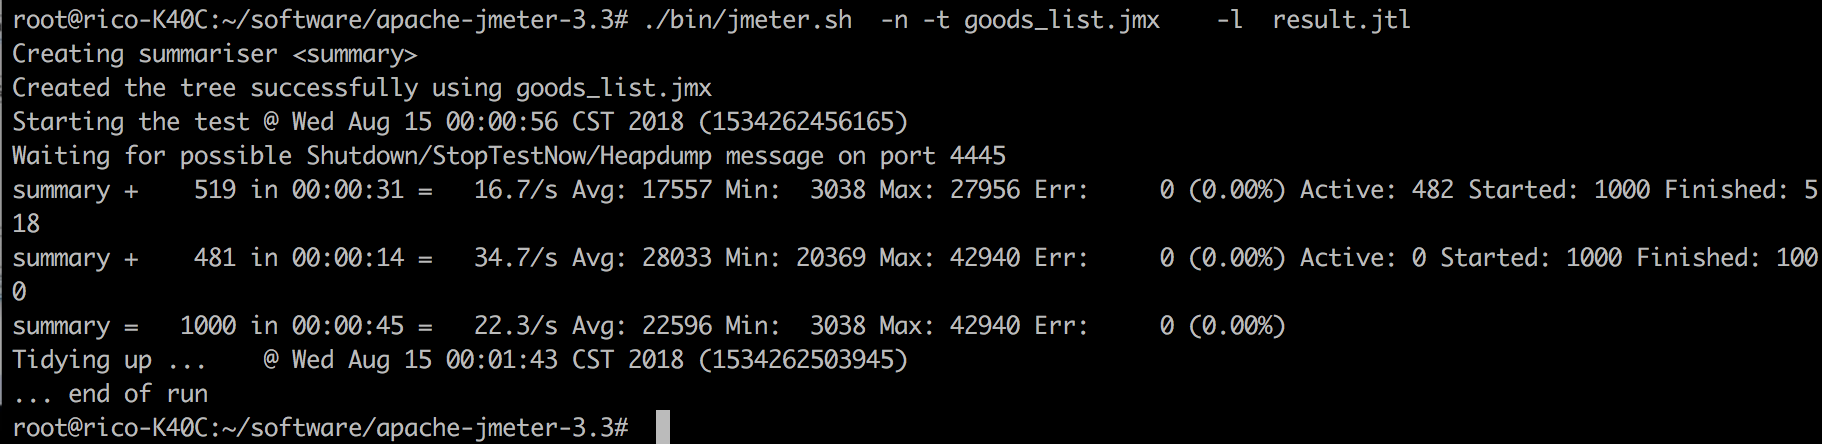 root@rico-K40C:~/software/apache-jmeter-3.3# ./bin/jmeter.sh  -n -t goods_list.jmx    -l  result.jtl
Creating summariser <summary>
Created the tree successfully using goods_list.jmx
Starting the test @ Wed Aug 15 00:00:56 CST 2018 (1534262456165)
Waiting for possible Shutdown/StopTestNow/Heapdump message on port 4445
summary +    519 in 00:00:31 =   16.7/s Avg: 17557 Min:  3038 Max: 27956 Err:     0 (0.00%) Active: 482 Started: 1000 Finished: 5
18
summary +    481 in 00:00:14 =   34.7/s Avg: 28033 Min: 20369 Max: 42940 Err:     0 (0.00%) Active: 0 Started: 1000 Finished: 100
0
summary =   1000 in 00:00:45 =   22.3/s Avg: 22596 Min:  3038 Max: 42940 Err:     0 (0.00%)
Tidying up ...    @ Wed Aug 15 00:01:43 CST 2018 (1534262503945)
... end of run
root@rico-K40C:~/software/apache-jmeter-3.3#